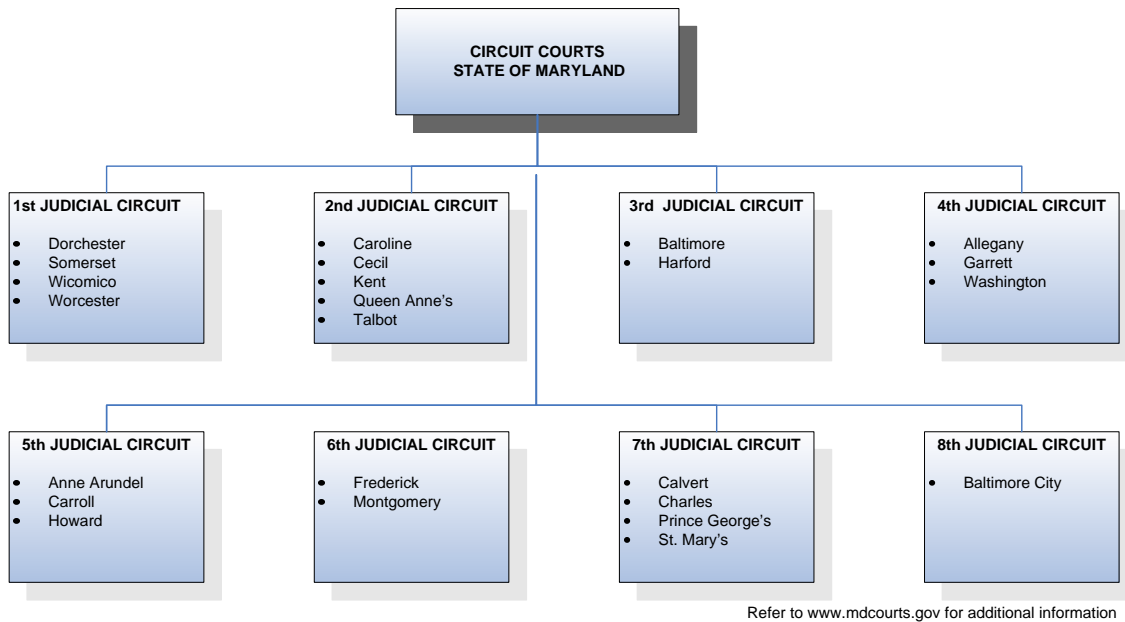 CIRCUIT COURTS
STATE OF MARYLAND
1st JUDICIAL CIRCUIT
• Dorchester
• Somerset
• Wicomico
• Worcester
2nd JUDICIAL CIRCUIT
• Caroline
• Cecil
• Kent
• Queen Anne’s
• Talbot
3rd JUDICIAL CIRCUIT
• Baltimore
• Harford
4th JUDICIAL CIRCUIT
• Allegany
• Garrett
• Washington
5th JUDICIAL CIRCUIT
• Anne Arundel
• Carroll
• Howard
6th JUDICIAL CIRCUIT
• Frederick
• Montgomery
7th JUDICIAL CIRCUIT
• Calvert
• Charles
• Prince George’s
• St. Mary’s
8th JUDICIAL CIRCUIT
• Baltimore City
Refer to www.mdcourts.gov for additional information